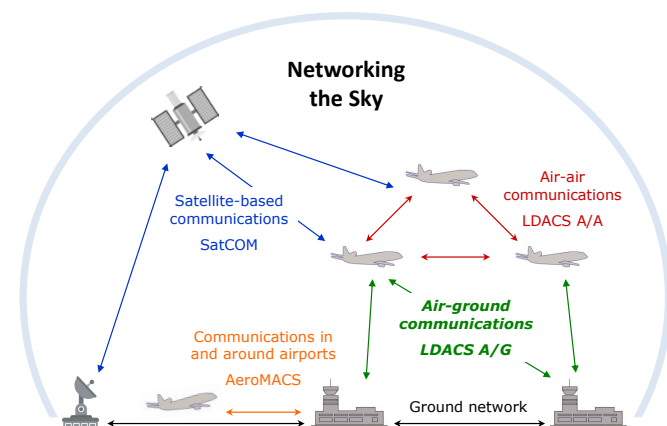 Networking
the Sky
Air-air
communications
LDACS A/A
Satellite-based
communications
SatCOM
Air-ground
communications
LDACS A/G
Communications in
and around airports
AeroMACS
Ground network